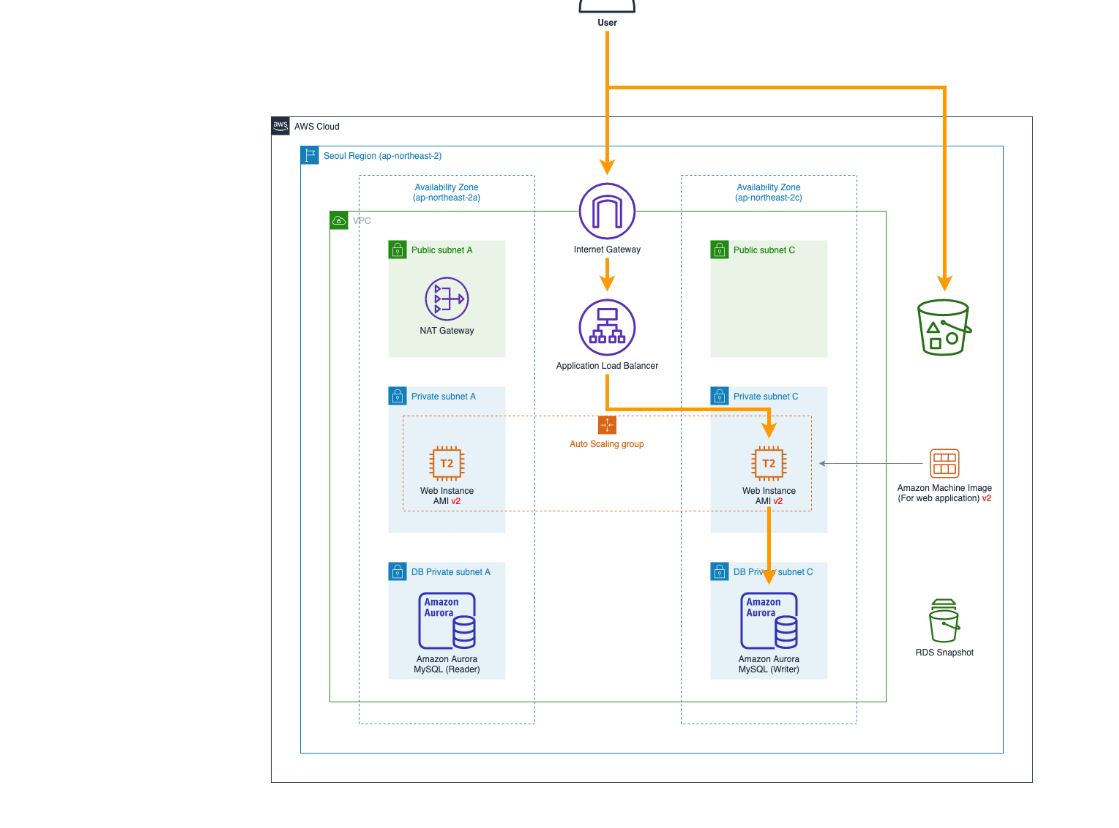 User
aws
AWS Cloud
Seoul Region (ap-northeast-2)
Availability Zone
(ap-northeast-2a)
Availability Zone
(ap-northeast-2c)
VPC
Public subnet A
Internet Gateway
Public subnet C
NAT Gateway
Application Load Balancer
Private subnet A
Private subnet C
Auto Scaling group
T2
Web Instance
AMI v2
T2
Web Instance
AMI v2
Amazon Machine Image
(For web application) v2
DB Private subnet A
DB Private subnet C
Amazon
Aurora
Amazon Aurora
MySQL (Reader)
Amazon
Aurora
Amazon Aurora
MySQL (Writer)
RDS Snapshot